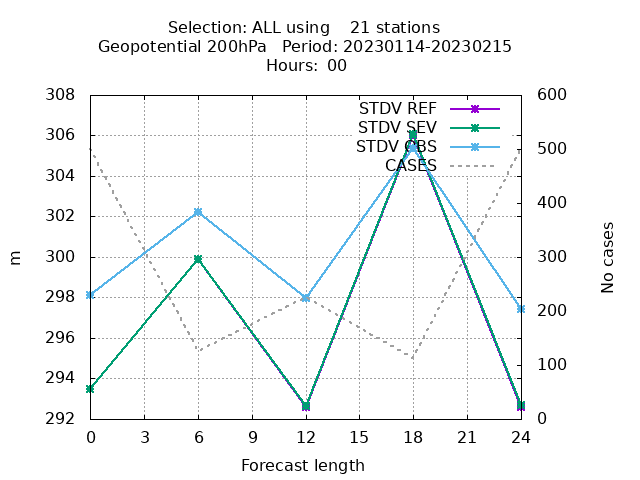 Selection: ALL using    21 stations
Geopotential 200hPa   Period: 20230114-20230215
Hours:  00
308
306
304
302
300
298
296
294
292
m
STDV REF
STDV SEV
STDV OBS
CASES
600
500
400
300
200
100
0
No cases
0 3 6 9 12 15 18 21 24
Forecast length